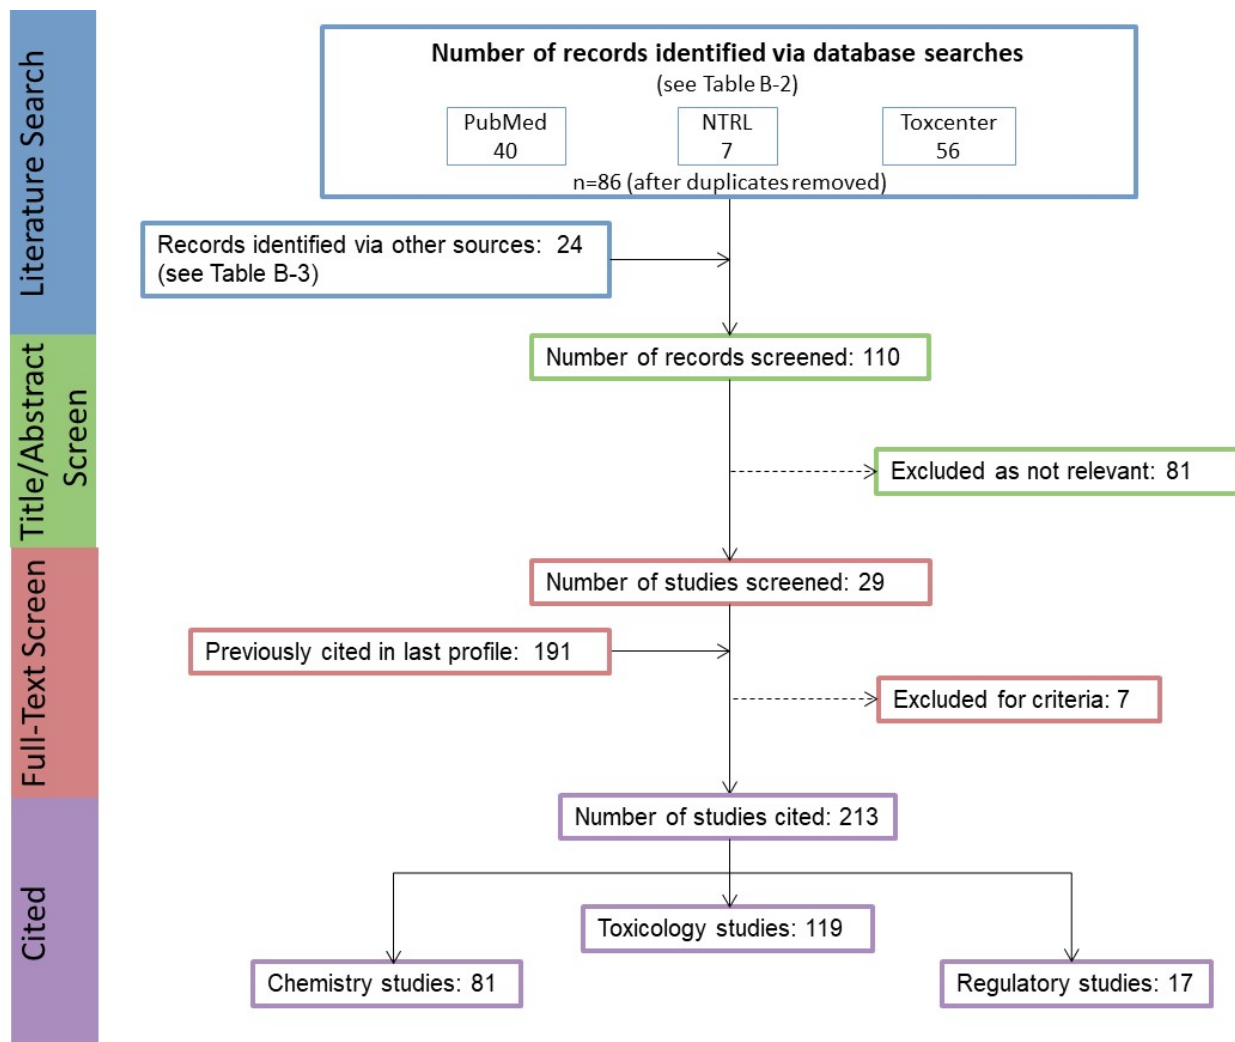 Literature Search
Number of records identified via database searches
(see Table B-2)
PubMed
40
NTRL
7
Toxcenter
56
n=86 (after duplicates removed)
Records identified via other sources: 24
(see Table B-3)
Title/Abstract
Screen
Number of records screened: 110
Excluded as not relevant: 81
Full-Text Screen
Number of studies screened: 29
Previously cited in last profile: 191
Excluded for criteria: 7
Cited
Number of studies cited: 213
Toxicology studies: 119
Chemistry studies: 81
Regulatory studies: 17